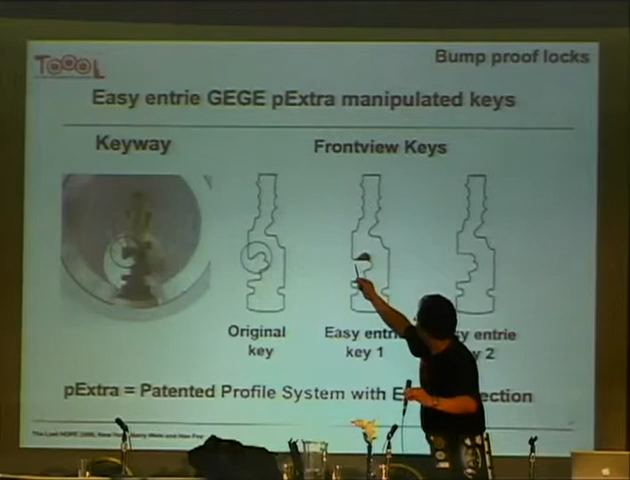 TOOOL
Bump proof locks
Easy entrie GEGE pExtra manipulated keys
Keyway
Frontview Keys
Original key
Easy entrie key 1
entrie 2
pExtra = Patented Profile System with